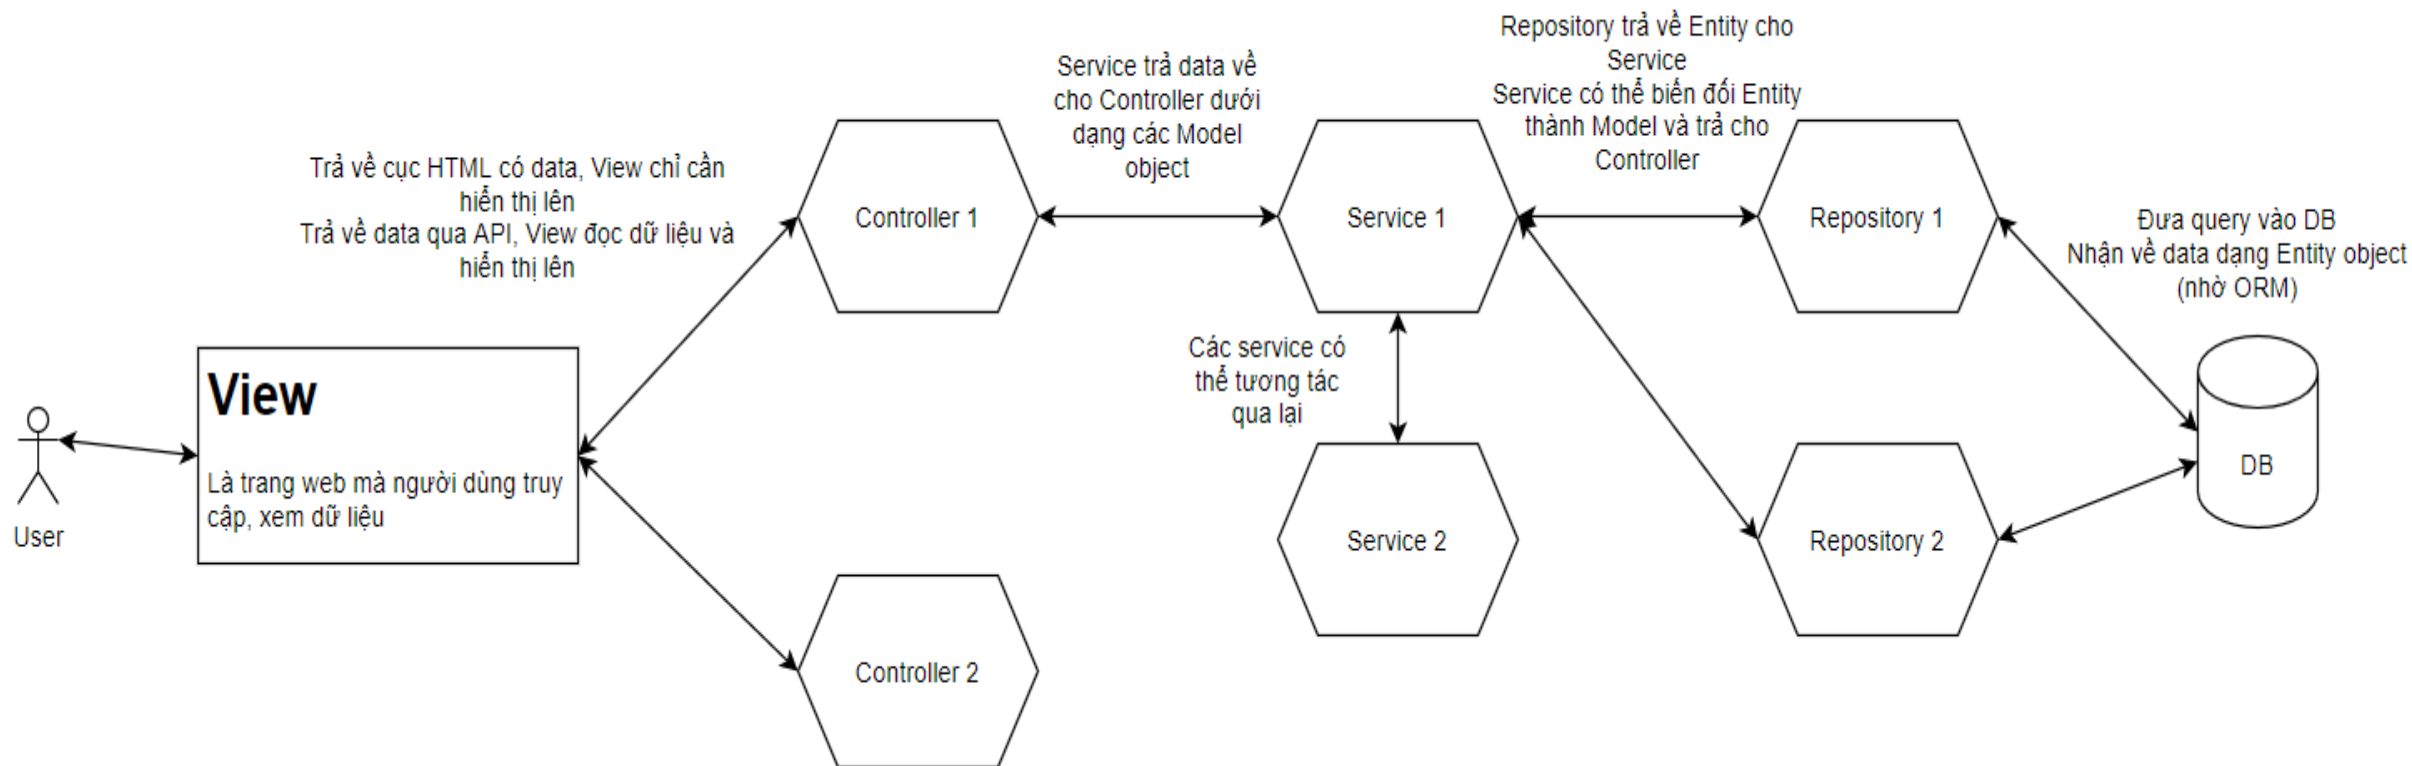 Repository trả về Entity cho
Service
Service có thể biến đổi Entity
thành Model và trả cho
Controller
Service trả data về
cho Controller dưới
dạng các Model
object
Trả về cục HTML có data, View chỉ cần
hiển thị lên
Trả về data qua API, View đọc dữ liệu và
hiển thị lên
Controller 1
Service 1
Repository 1
Đưa query vào DB
Nhận về data dạng Entity object
(nhờ ORM)
Các service có
thể tương tác
qua lại
View
Là trang web mà người dùng truy
cập, xem dữ liệu
User
DB
Service 2
Repository 2
Controller 2